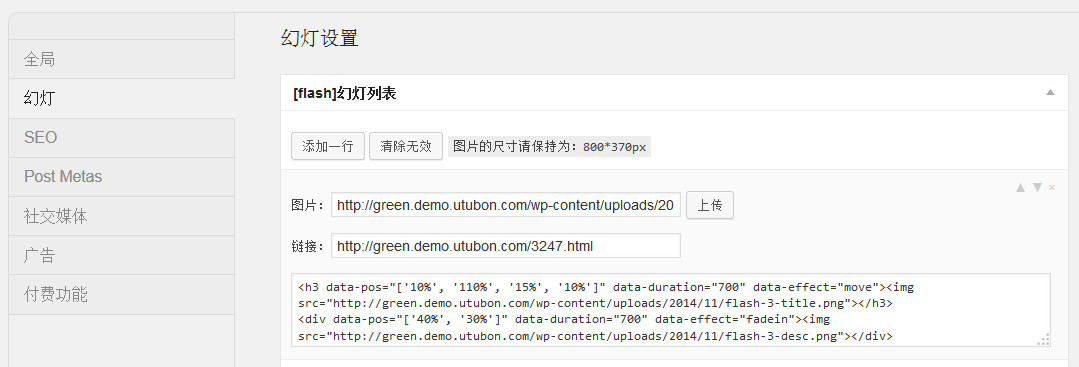 幻灯设置
全局
幻灯
SEO
Post Metas
社交媒体
广告
付费功能
[flash]幻灯列表
添加一行 清除无效 图片的尺寸请保持为：800*370px
图片： http://green.demo.utubon.com/wp-content/uploads/20 上传
链接： http://green.demo.utubon.com/3247.html
<h3 data-pos="['10%', '110%', '15%', '10%']" data-duration="700" data-effect="move"><img
src="http://green.demo.utubon.com/wp-content/uploads/2014/11/flash-3-title.png"></h3>
<div data-pos="['40%', '30%']" data-duration="700" data-effect="fadein"><img
src="http://green.demo.utubon.com/wp-content/uploads/2014/11/flash-3-desc.png"></div>